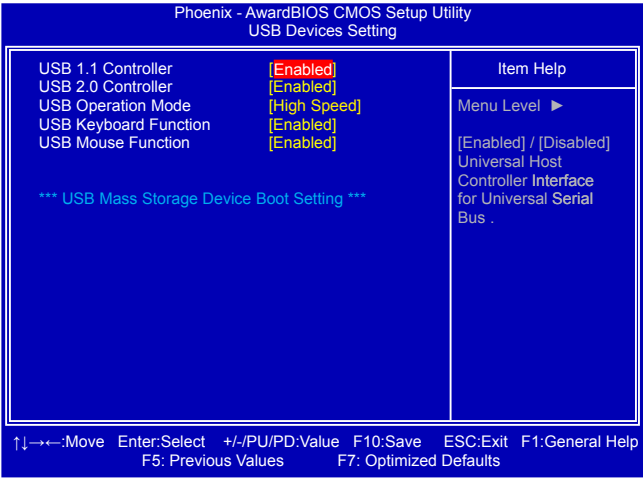 Phoenix - AwardBIOS CMOS Setup Utility
USB Devices Setting
USB 1.1 Controller [Enabled]
USB 2.0 Controller [Enabled]
USB Operation Mode [High Speed]
USB Keyboard Function [Enabled]
USB Mouse Function [Enabled]
*** USB Mass Storage Device Boot Setting ***
Item Help
Menu Level ►
[Enabled] / [Disabled]
Universal Host
Controller Interface
for Universal Serial
Bus .
↑↓→←:Move Enter:Select +/-/PU/PD:Value F10:Save ESC:Exit F1:General Help
F5: Previous Values F7: Optimized Defaults